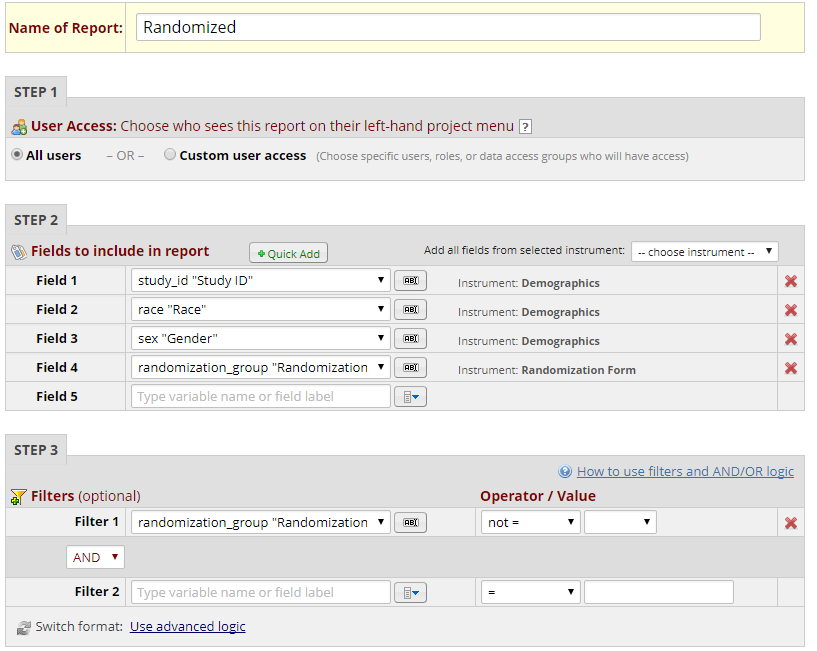 Name of Report: Randomized
STEP 1
User Access: Choose who sees this report on their left-hand project menu ?
All users – OR – Custom user access (Choose specific users, roles, or data access groups who will have access)
STEP 2
Fields to include in report Quick Add Add all fields from selected instrument: -- choose instrument --
Field 1 study_id "Study ID" ABC Instrument: Demographics
Field 2 race "Race" ABC Instrument: Demographics
Field 3 sex "Gender" ABC Instrument: Demographics
Field 4 randomization_group "Randomization ABC Instrument: Randomization Form
Field 5 Type variable name or field label
STEP 3
How to use filters and AND/OR logic
Filters (optional) Operator / Value
Filter 1 randomization_group "Randomization ABC not =
AND
Filter 2 Type variable name or field label =
Switch format: Use advanced logic